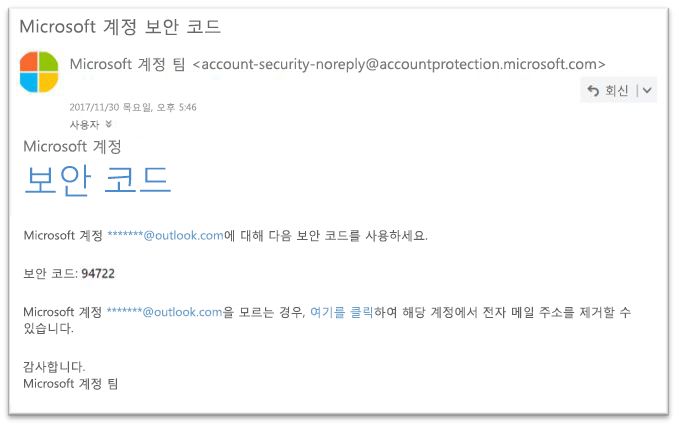 Microsoft 계정 보안 코드
Microsoft 계정 팀 <account-security-noreply@accountprotection.microsoft.com>
회신
2017/11/30 목요일, 오후 5:46
사용자
Microsoft 계정
보안 코드
Microsoft 계정 *******@outlook.com에 대해 다음 보안 코드를 사용하세요.
보안 코드: 94722
Microsoft 계정 *******@outlook.com을 모르는 경우, 여기를 클릭하여 해당 계정에서 전자 메일 주소를 제거할 수
있습니다.
감사합니다.
Microsoft 계정 팀